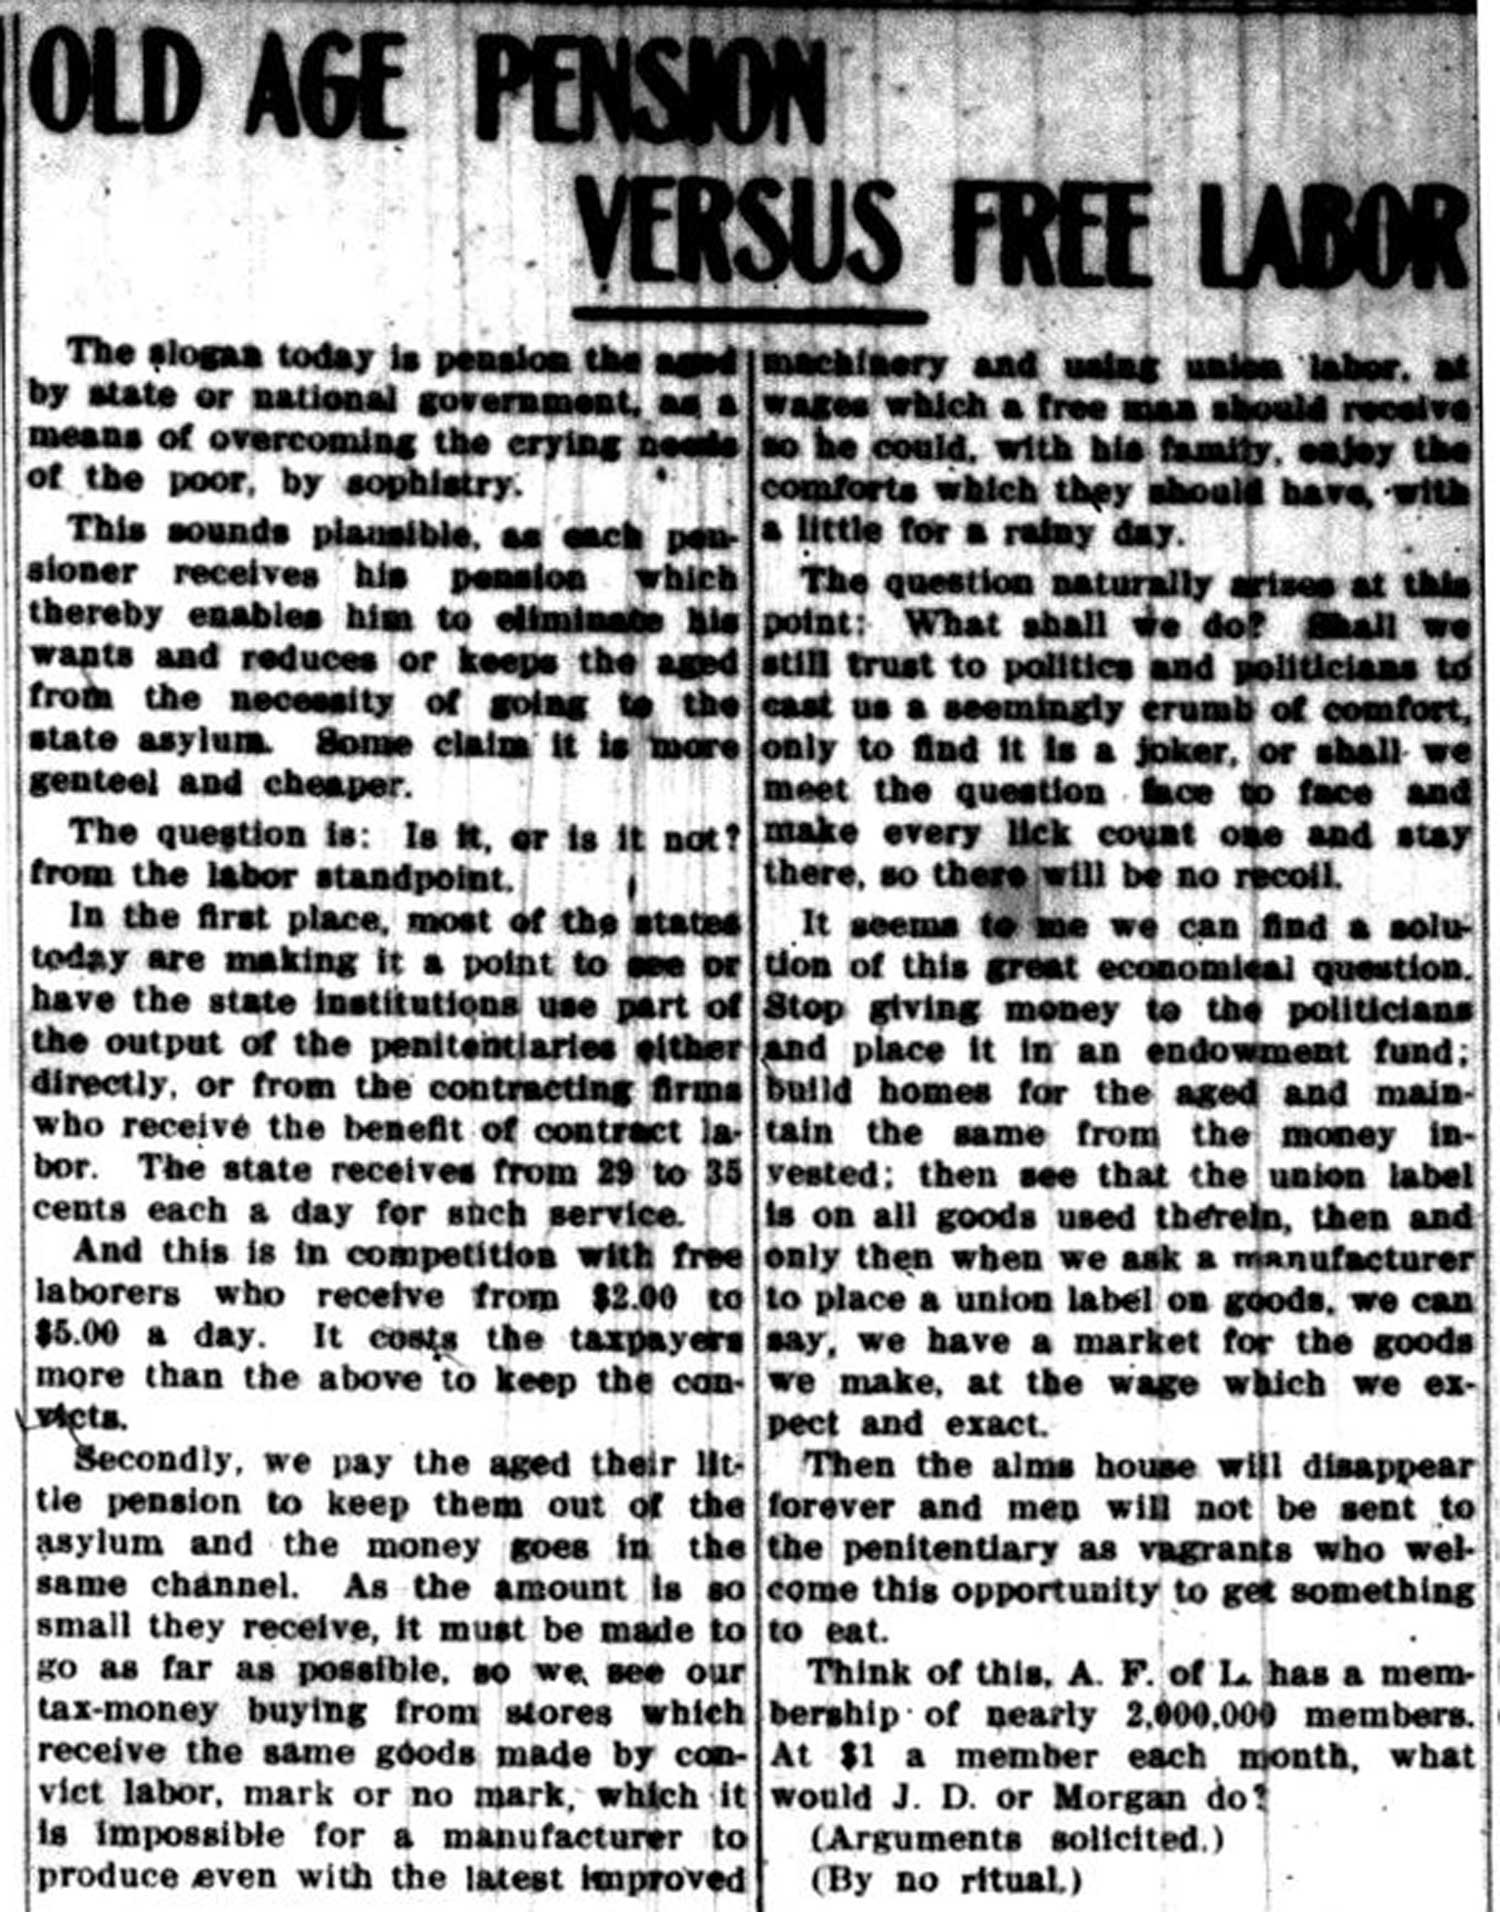 OLD AGE PENSION
VERSUS FREE LABOR
The slogan today is pension the aged
by state or national government, as a
means of overcoming the crying needs
of the poor, by sophistry.
This sounds plausible, as each pen-
sioner receives his pension which
thereby enables him to eliminate his
wants and reduces or keeps the aged
from the necessity of going to the
state asylum. Some claim it is more
genteel and cheaper.
The question is: Is it, or is it not?
from the labor standpoint.
In the first place, most of the states
today are making it a point to see or
have the state institutions use part of
the output of the penitentiaries either
directly, or from the contracting firms
who receive the benefit of contract la-
bor. The state receives from 29 to 35
cents each a day for such service.
And this is in competition with free
laborers who receive from $2.00 to
$5.00 a day. It costs the taxpayers
more than the above to keep the con-
victs.
Secondly, we pay the aged their lit-
tle pension to keep them out of the
asylum and the money goes in the
same channel. As the amount is so
small they receive, it must be made to
go as far as possible, so we see our
tax-money buying from stores which
receive the same goods made by con-
vict labor, mark or no mark, which it
is impossible for a manufacturer to
produce even with the latest improved
machinery and using union labor, at
wages which a free man should receive
so he could, with his family, enjoy the
comforts which they should have, with
a little for a rainy day.
The question naturally arises at this
point: What shall we do? Shall we
still trust to politics and politicians to
cast us a seemingly crumb of comfort,
only to find it is a joker, or shall we
meet the question face to face and
make every lick count one and stay
there, so there will be no recoil.
It seems to me we can find a solu-
tion of this great economical question.
Stop giving money to the politicians
and place it in an endowment fund;
build homes for the aged and main-
tain the same from the money in-
vested; then see that the union label
is on all goods used therein, then and
only then when we ask a manufacturer
to place a union label on goods, we can
say, we have a market for the goods
we make, at the wage which we ex-
pect and exact.
Then the alms house will disappear
forever and men will not be sent to
the penitentiary as vagrants who wel-
come this opportunity to get something
to eat.
Think of this, A. F. of L. has a mem-
bership of nearly 2,000,000 members.
At $1 a member each month, what
would J. D. or Morgan do?
(Arguments solicited.)
(By no ritual.)